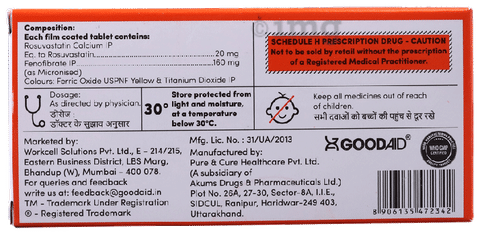 1mg
Composition:
Each film coated tablet contains:
Rosuvastatin Calcium IP
Eq. to Rosuvastatin 20 mg
Fenofibrate IP 160 mg
(as Micronised)
Colours: Ferric Oxide USPNF Yellow & Titanium Dioxide IP
SCHEDULE H PRESCRIPTION DRUG - CAUTION
Not to be sold by retail without the prescription
of a Registered Medical Practitioner.
Dosage:
As directed by physician.
डोसेज:
डॉक्टर के सुझाव अनुसार
30°
Store protected from
light and moisture,
at a temperature
below 30°C.
Keep all medicines out of reach
of children.
सभी दवाओं को बच्चों की पहुंच से दूर रखें
Marketed by:
Workcell Solutions Pvt. Ltd., E - 214/215,
Eastern Business District, LBS Marg,
Bhandup (W), Mumbai - 400 078.
For queries and feedback
write us at: feedback@goodaid.in
TM - Trademark Under Registration
® - Registered Trademark
Mfg. Lic. No.: 31/UA/2013
Manufactured by:
Pure & Cure Healthcare Pvt. Ltd.
(A subsidiary of
Akums Drugs & Pharmaceuticals Ltd.)
Plot No. 26A, 27-30, Sector-8A, I.I.E.,
SIDCUL, Ranipur, Haridwar-249 403,
Uttarakhand.
GOODAID®
WHO-GMP
CERTIFIED
8 906135 472342